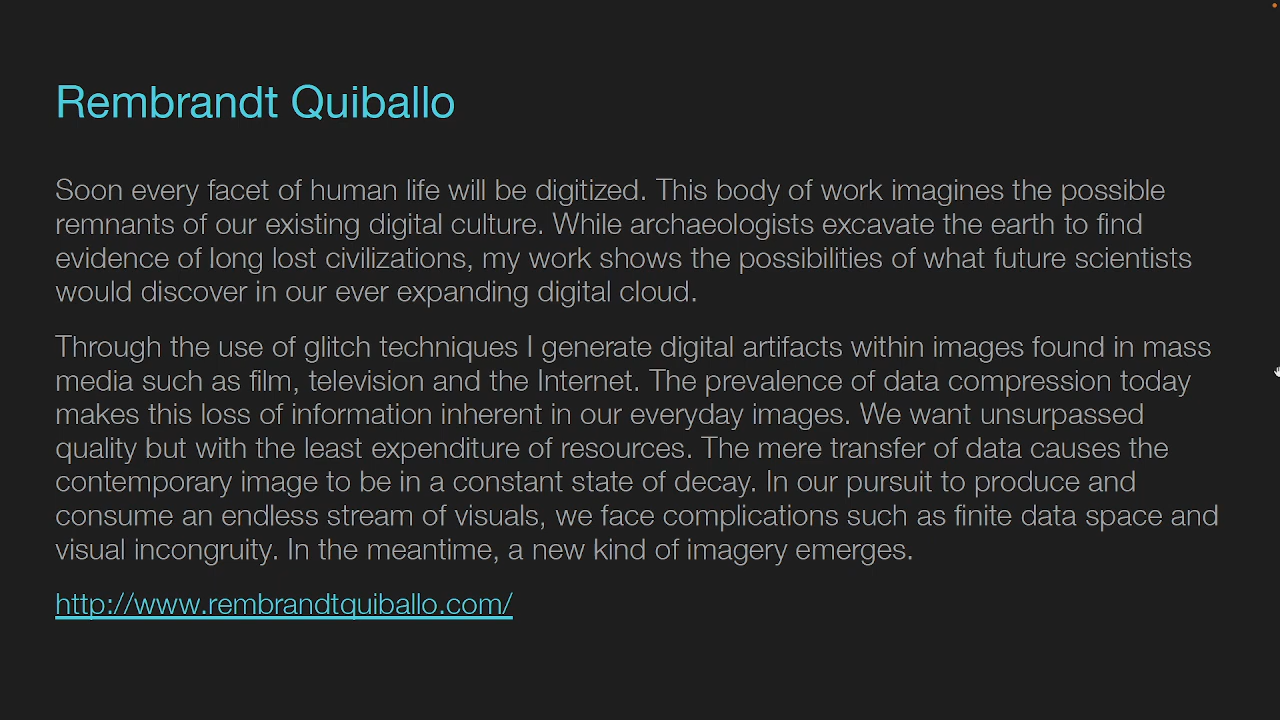 Rembrandt Quiballo
Soon every facet of human life will be digitized. This body of work imagines the possible
remnants of our existing digital culture. While archaeologists excavate the earth to find
evidence of long lost civilizations, my work shows the possibilities of what future scientists
would discover in our ever expanding digital cloud.
Through the use of glitch techniques I generate digital artifacts within images found in mass
media such as film, television and the Internet. The prevalence of data compression today
makes this loss of information inherent in our everyday images. We want unsurpassed
quality but with the least expenditure of resources. The mere transfer of data causes the
contemporary image to be in a constant state of decay. In our pursuit to produce and
consume an endless stream of visuals, we face complications such as finite data space and
visual incongruity. In the meantime, a new kind of imagery emerges.
http://www.rembrandtquiballo.com/